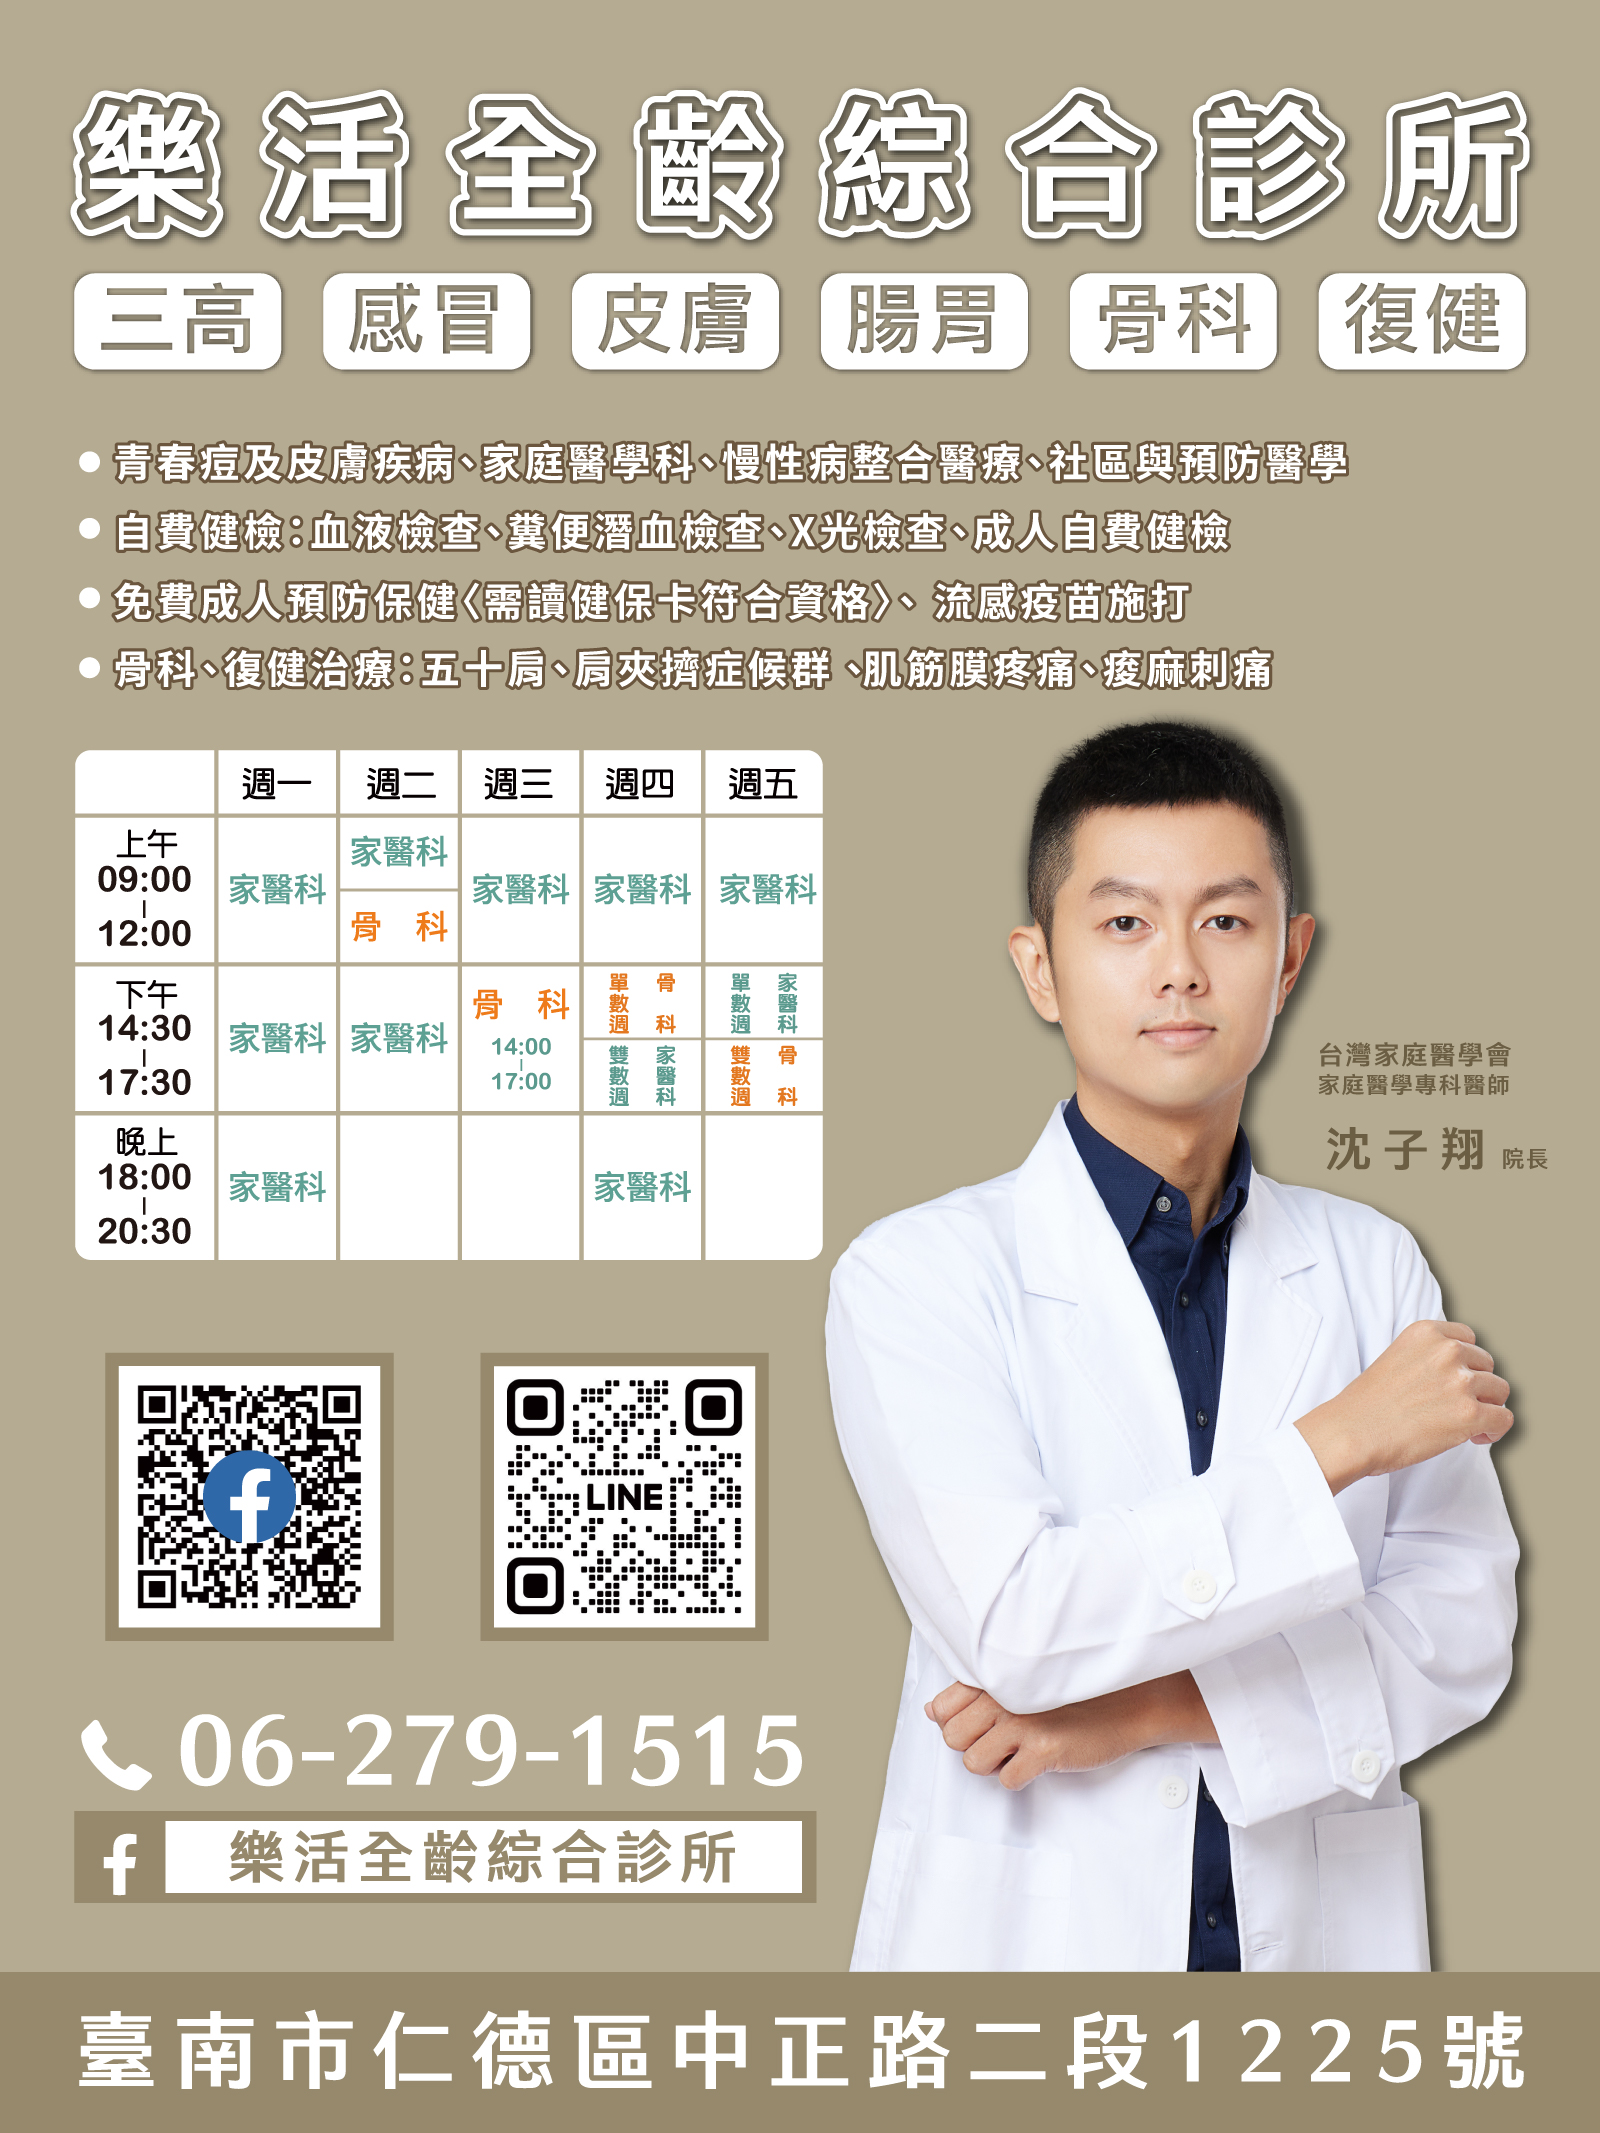 樂活全齡綜合診所
三高 感冒 皮膚 腸胃 骨科 復健
●青春痘及皮膚疾病、家庭醫學科、慢性病整合醫療、社區與預防醫學
●自費健檢：血液檢查、糞便潛血檢查、X光檢查、成人自費健檢
●免費成人預防保健〈需讀健保卡符合資格〉、流感疫苗施打
●骨科、復健治療：五十肩、肩夾擠症候群、肌筋膜疼痛、痠麻刺痛
週一 週二 週三 週四 週五
上午 09:00 | 12:00 家醫科 家醫科 骨 科 家醫科 家醫科 家醫科
下午 14:30 | 17:30 家醫科 家醫科 骨 科 14:00 | 17:00 單數週 骨科 雙數週 家醫科 單數週 家醫科 雙數週 骨科
晚上 18:00 | 20:30 家醫科 家醫科
台灣家庭醫學會
家庭醫學專科醫師
沈子翔 院長
LINE
06-279-1515
樂活全齡綜合診所
臺南市仁德區中正路二段1225號